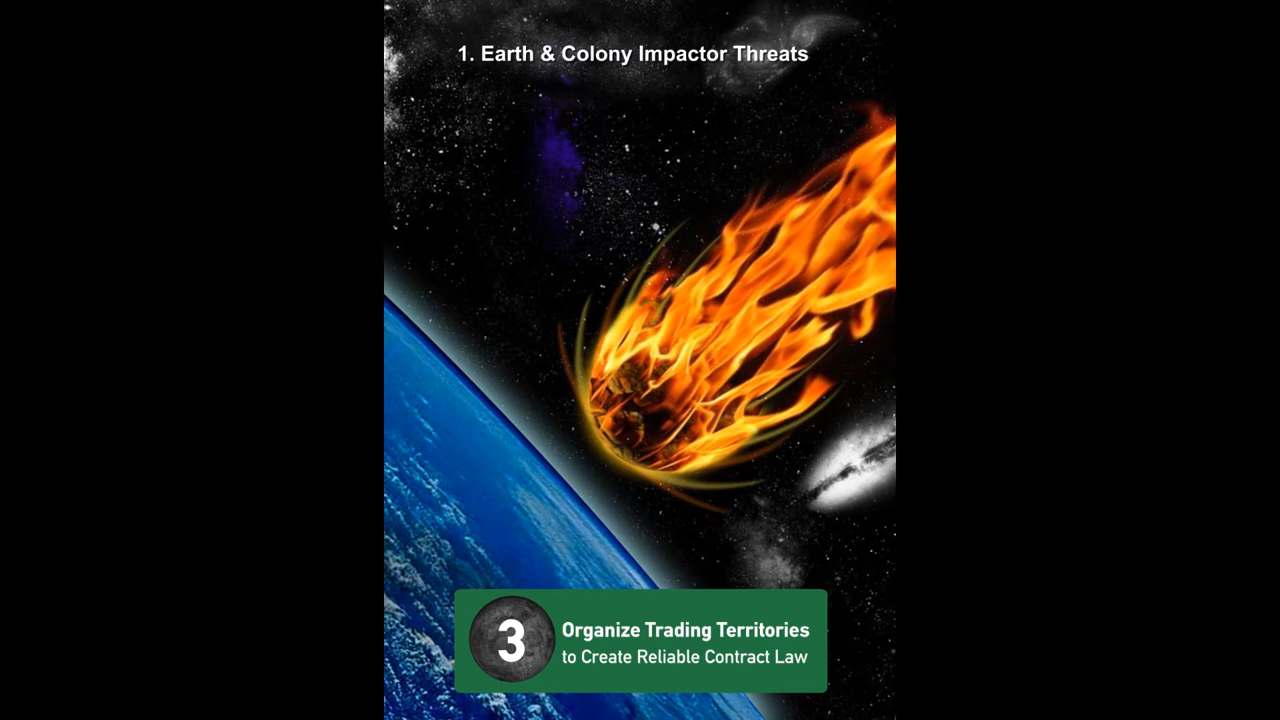 1. Earth & Colony Impactor Threats
3
Organize Trading Territories
to Create Reliable Contract Law